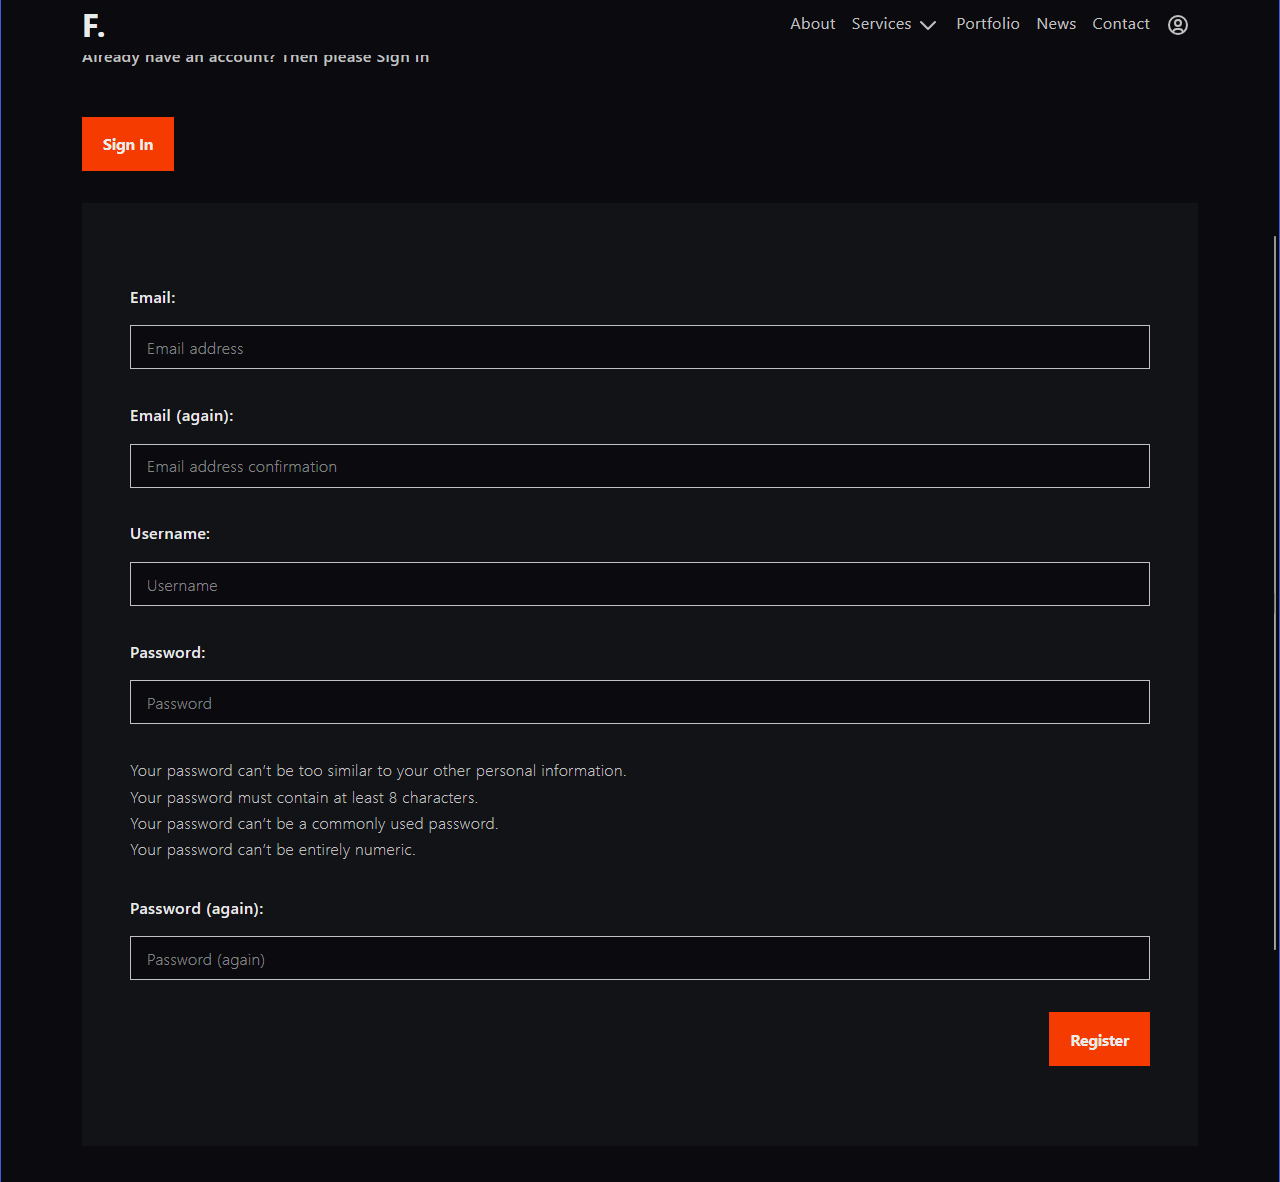 F.
About Services Portfolio News Contact
Already have an account? Then please Sign In
Sign In
Email:
Email address
Email (again):
Email address confirmation
Username:
Username
Password:
Password
Your password can't be too similar to your other personal information.
Your password must contain at least 8 characters.
Your password can't be a commonly used password.
Your password can't be entirely numeric.
Password (again):
Password (again)
Register